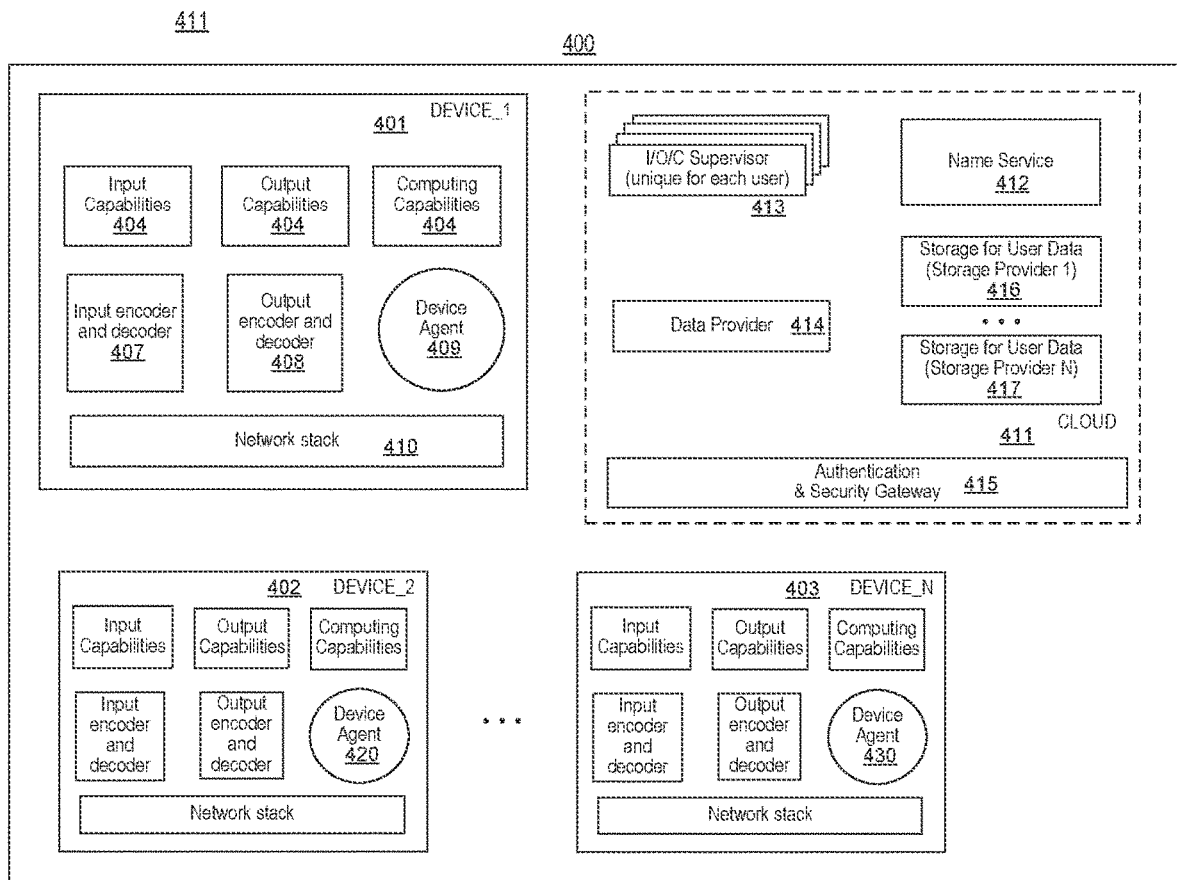 411
400
DEVICE_1
401
Input
Capabilities
404
Output
Capabilities
404
Computing
Capabilities
404
Input encoder
and decoder
407
Output
encoder and
decoder
408
Device
Agent
409
Network stack 410
I/O/C Supervisor
(unique for each user)
413
Name Service
412
Storage for User Data
(Storage Provider 1)
416
• • •
Data Provider 414
Storage for User Data
(Storage Provider N)
417
CLOUD
411
Authentication
& Security Gateway 415
402 DEVICE_2
Input
Capabilities
Output
Capabilities
Computing
Capabilities
Input
encoder
and
decoder
Output
encoder
and
decoder
Device
Agent
420
Network stack
• • •
403 DEVICE_N
Input
Capabilities
Output
Capabilities
Computing
Capabilities
Input
encoder
and
decoder
Output
encoder
and
decoder
Device
Agent
430
Network stack